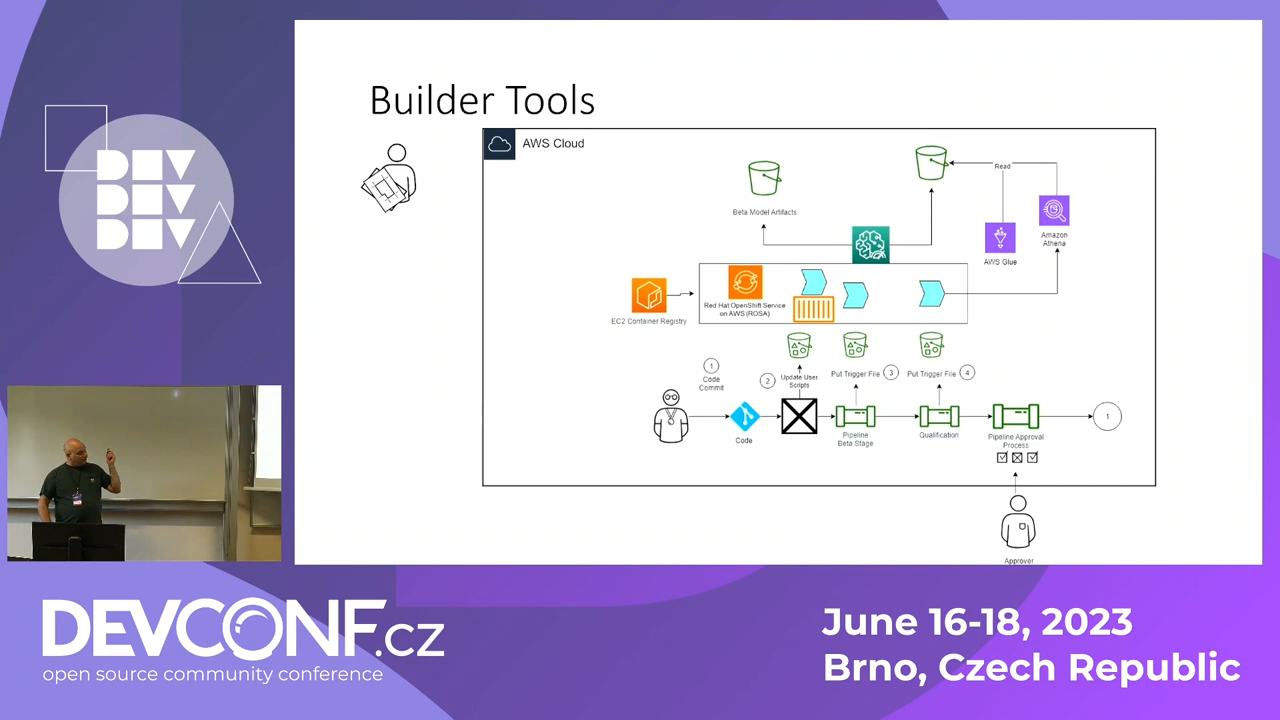 Builder Tools
AWS Cloud
Read
Beta Model Artifacts
Amazon
Athena
AWS Glue
Red Hat OpenShift Service
on AWS (ROSA)
EC2 Container Registry
1
Code
Commit
2
Update User
Scripts
Put Trigger File
3
Put Trigger File
4
Code
Pipeline
Beta Stage
Qualification
Pipeline Approval
Process
1
Approver
DEV
DEV
DEV
DEVCONF.CZ
open source community conference
June 16-18, 2023
Brno, Czech Republic